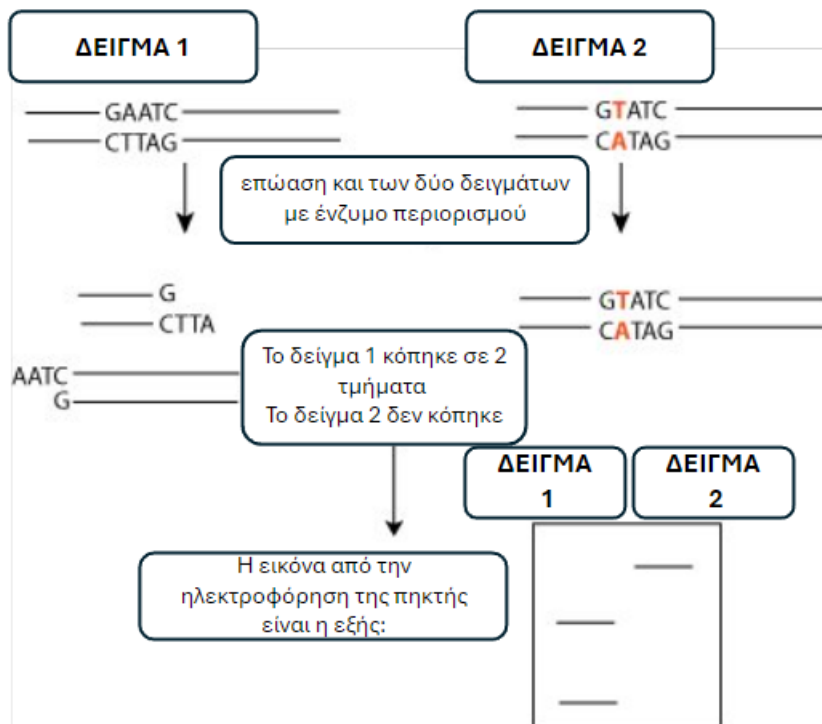 ΔΕΙΓΜΑ 1
ΔΕΙΓΜΑ 2
GAATC
CTTAG
GTATC
CATAG
επώαση και των δύο δειγμάτων
με ένζυμο περιορισμού
G
CTTA
AATC
G
GTATC
CATAG
Το δείγμα 1 κόπηκε σε 2
τμήματα
Το δείγμα 2 δεν κόπηκε
ΔΕΙΓΜΑ
1
ΔΕΙΓΜΑ
2
Η εικόνα από την
ηλεκτροφόρηση της πηκτής
είναι η εξής: